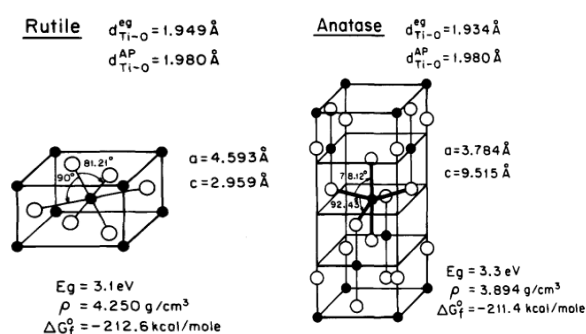 Rutile
d^eg_Ti-O = 1.949 Å
d^AP_Ti-O = 1.980 Å
81.21°
90°
a = 4.593 Å
c = 2.959 Å
Eg = 3.1 eV
ρ = 4.250 g/cm³
ΔG°f = -212.6 kcal/mole
Anatase
d^eg_Ti-O = 1.934 Å
d^AP_Ti-O = 1.980 Å
78.12°
92.43°
a = 3.784 Å
c = 9.515 Å
Eg = 3.3 eV
ρ = 3.894 g/cm³
ΔG°f = -211.4 kcal/mole